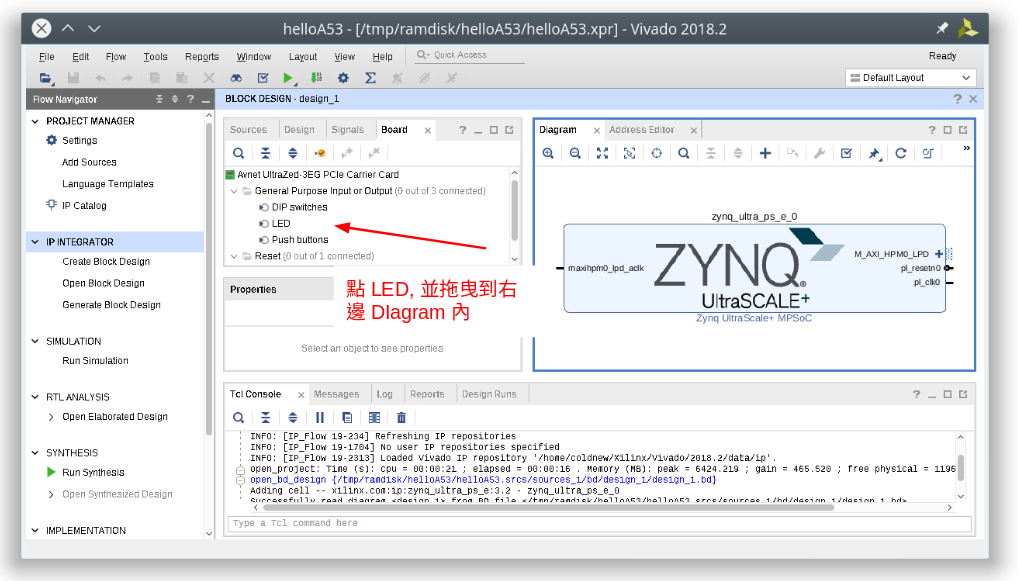 helloA53 - [/tmp/ramdisk/helloA53/helloA53.xpr] - Vivado 2018.2
File Edit Flow Tools Reports Window Layout View Help Quick Access Ready
Default Layout
Flow Navigator
BLOCK DESIGN - design_1
PROJECT MANAGER
Settings
Add Sources
Language Templates
IP Catalog
IP INTEGRATOR
Create Block Design
Open Block Design
Generate Block Design
SIMULATION
Run Simulation
RTL ANALYSIS
Open Elaborated Design
SYNTHESIS
Run Synthesis
Open Synthesized Design
IMPLEMENTATION
Sources Design Signals Board
Avnet UltraZed-3EG PCIe Carrier Card
General Purpose Input or Output (0 out of 3 connected)
DIP switches
LED
Push buttons
Reset (0 out of 1 connected)
Properties
點 LED, 並拖曳到右
邊 DIagram 內
Select an object to see properties
Diagram Address Editor
zynq_ultra_ps_e_0
maxihpm0_lpd_aclk
ZYNQ
UltraSCALE+
M_AXI_HPM0_LPD
pl_resetn0
pl_clk0
Zynq UltraScale+ MPSoC
Tcl Console Messages Log Reports Design Runs
INFO: [IP_Flow 19-234] Refreshing IP repositories
INFO: [IP_Flow 19-1704] No user IP repositories specified
INFO: [IP_Flow 19-2313] Loaded Vivado IP repository '/home/coldnew/Xilinx/Vivado/2018.2/data/ip'.
open_project: Time (s): cpu = 00:00:21 ; elapsed = 00:00:16 . Memory (MB): peak = 6424.219 ; gain = 465.520 ; free physical = 1196
open_bd_design {/tmp/ramdisk/helloA53/helloA53.srcs/sources_1/bd/design_1/design_1.bd}
Adding cell -- xilinx.com:ip:zynq_ultra_ps_e:3.2 - zynq_ultra_ps_e_0
Successfully read diagram <design_1> from BD file </tmp/ramdisk/helloA53/helloA53.srcs/sources_1/bd/design_1/design_1.bd>
Type a Tcl command here